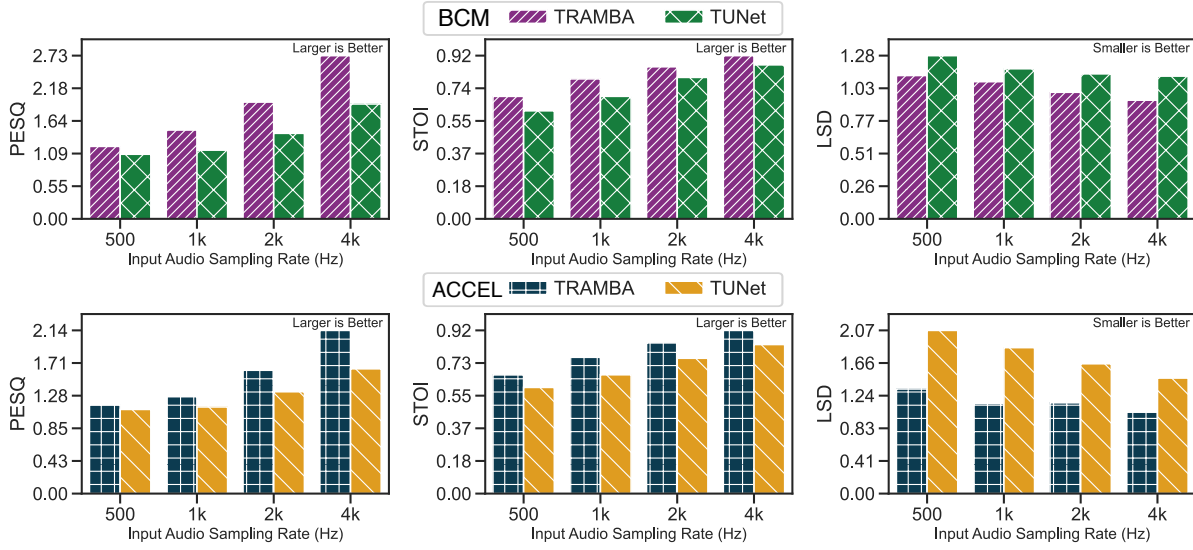 BCM TRAMBA TUNet
Larger is Better
PESQ
2.73
2.18
1.64
1.09
0.55
0.00
500 1k 2k 4k
Input Audio Sampling Rate (Hz)
Larger is Better
STOI
0.92
0.74
0.55
0.37
0.18
0.00
500 1k 2k 4k
Input Audio Sampling Rate (Hz)
Smaller is Better
LSD
1.28
1.03
0.77
0.51
0.26
0.00
500 1k 2k 4k
Input Audio Sampling Rate (Hz)
ACCEL TRAMBA TUNet
Larger is Better
PESQ
2.14
1.71
1.28
0.85
0.43
0.00
500 1k 2k 4k
Input Audio Sampling Rate (Hz)
Larger is Better
STOI
0.92
0.73
0.55
0.37
0.18
0.00
500 1k 2k 4k
Input Audio Sampling Rate (Hz)
Smaller is Better
LSD
2.07
1.66
1.24
0.83
0.41
0.00
500 1k 2k 4k
Input Audio Sampling Rate (Hz)